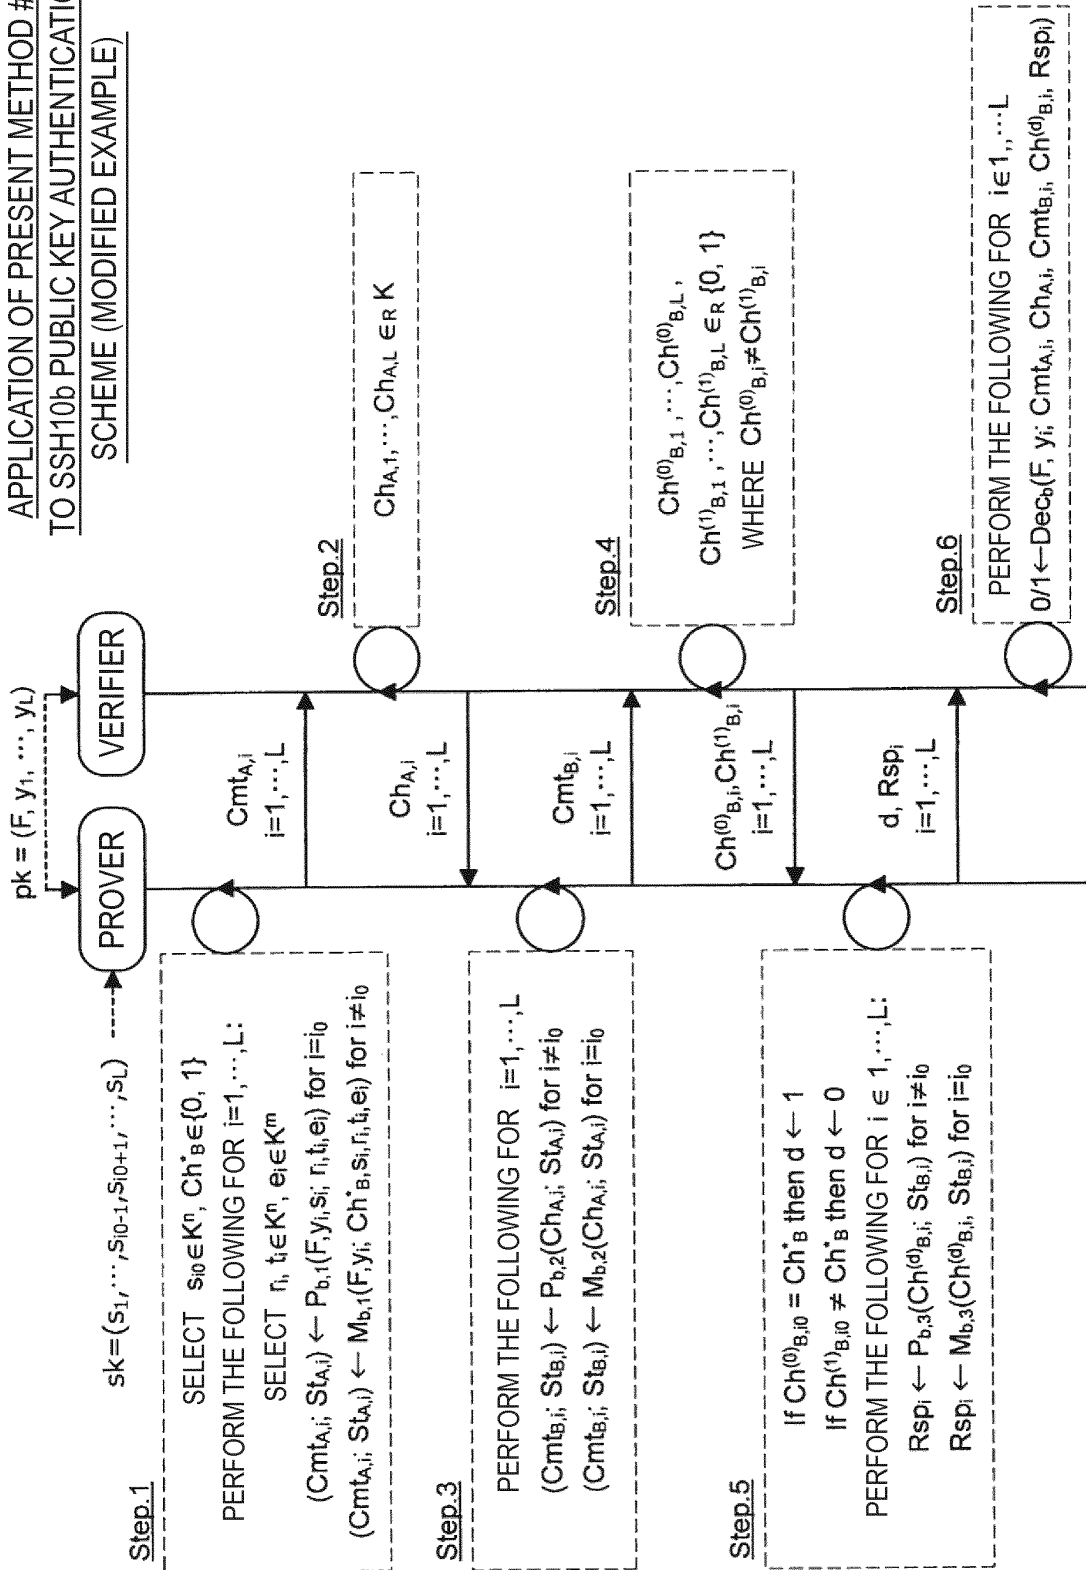 APPLICATION OF PRESENT METHOD #
TO SSH10b PUBLIC KEY AUTHENTICATIO
SCHEME (MODIFIED EXAMPLE)
pk = (F, y1, ···, yL)
PROVER
VERIFIER
sk=(s1,···,si0-1,si0+1,···,sL)
Step.1
SELECT si0∈K^n, Ch*B∈{0, 1}
PERFORM THE FOLLOWING FOR i=1,···,L:
SELECT ri, ti∈K^n, ei∈K^m
(CmtA,i; StA,i) ← Pb,1(F,yi,si; ri,ti,ei) for i=i0
(CmtA,i; StA,i) ← Mb,1(F,yi; Ch*B,si,ri,ti,ei) for i≠i0
CmtA,i
i=1,···,L
Step.2
ChA,1,···,ChA,L ∈R K
ChA,i
i=1,···,L
Step.3
PERFORM THE FOLLOWING FOR i=1,···,L
(CmtB,i; StB,i) ← Pb,2(ChA,i; StA,i) for i≠i0
(CmtB,i; StB,i) ← Mb,2(ChA,i; StA,i) for i=i0
CmtB,i
i=1,···,L
Step.4
Ch(0)B,1,···,Ch(0)B,L,
Ch(1)B,1,···,Ch(1)B,L ∈R {0, 1}
WHERE Ch(0)B,i≠Ch(1)B,i
Ch(0)B,i,Ch(1)B,i
i=1,···,L
Step.5
If Ch(0)B,i0 = Ch*B then d ← 1
If Ch(1)B,i0 ≠ Ch*B then d ← 0
PERFORM THE FOLLOWING FOR i ∈ 1,···,L:
Rspi ← Pb,3(Ch(d)B,i; StB,i) for i≠i0
Rspi ← Mb,3(Ch(d)B,i, StB,i) for i=i0
d, Rspi
i=1,···,L
Step.6
PERFORM THE FOLLOWING FOR i∈1,,···L
0/1←Decb(F, yi; CmtA,i, ChA,i, CmtB,i, Ch(d)B,i, Rspi)